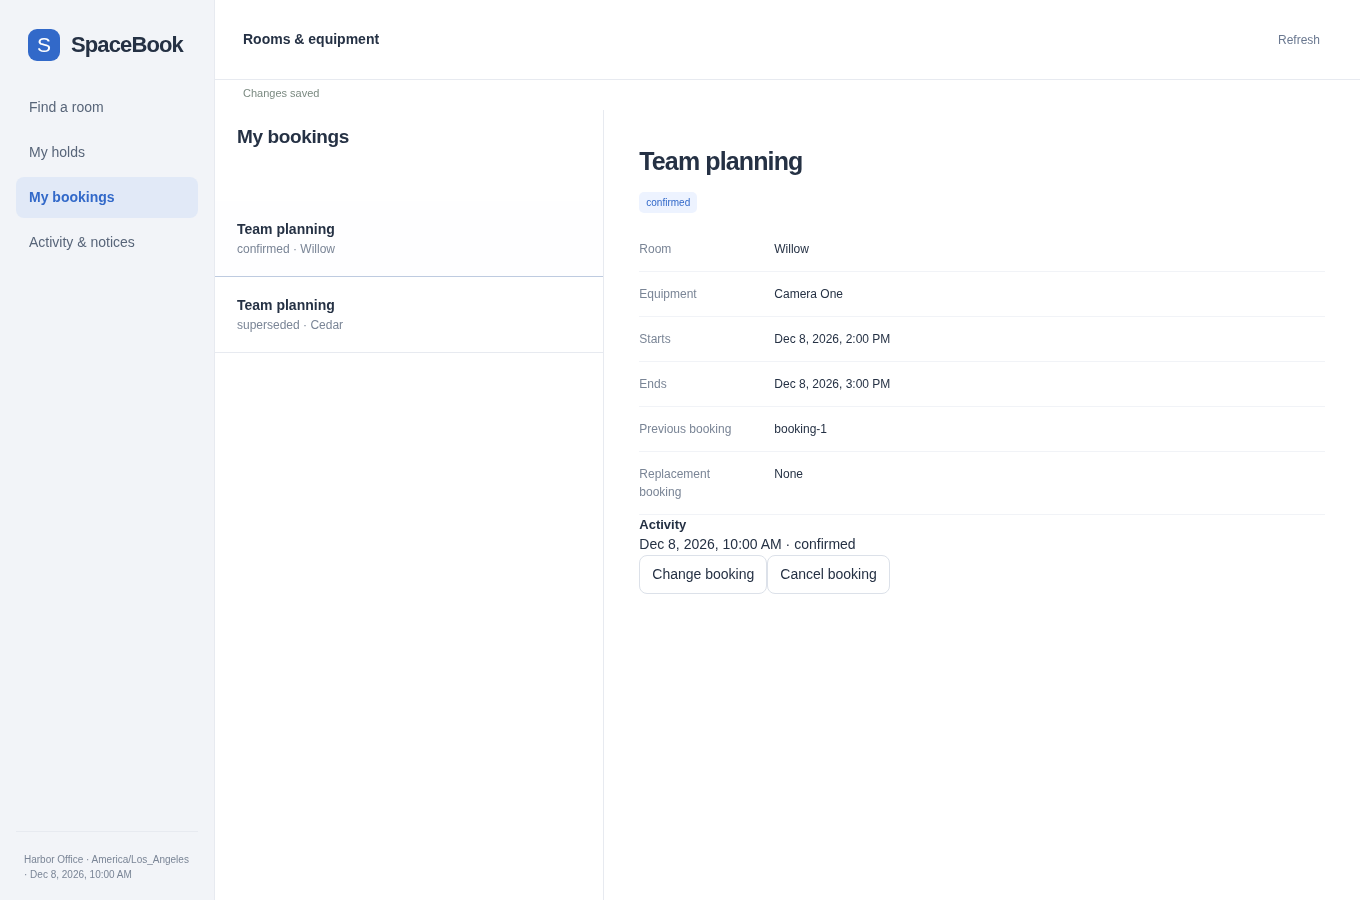 S SpaceBook
Find a room
My holds
My bookings
Activity & notices
Harbor Office · America/Los_Angeles
· Dec 8, 2026, 10:00 AM
Rooms & equipment
Refresh
Changes saved
My bookings
Team planning
confirmed · Willow
Team planning
superseded · Cedar
Team planning
confirmed
Room Willow
Equipment Camera One
Starts Dec 8, 2026, 2:00 PM
Ends Dec 8, 2026, 3:00 PM
Previous booking booking-1
Replacement None
booking
Activity
Dec 8, 2026, 10:00 AM · confirmed
Change booking Cancel booking